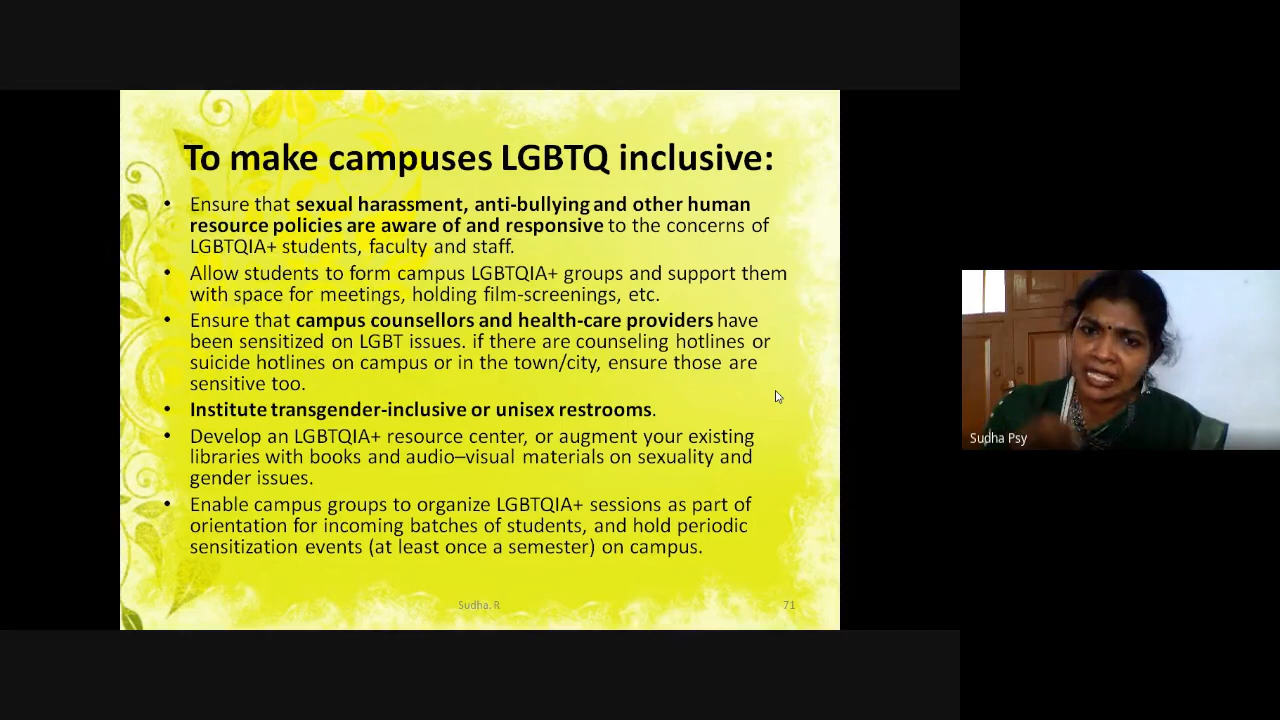 To make campuses LGBTQ inclusive:
• Ensure that sexual harassment, anti-bullying and other human
resource policies are aware of and responsive to the concerns of
LGBTQIA+ students, faculty and staff.
• Allow students to form campus LGBTQIA+ groups and support them
with space for meetings, holding film-screenings, etc.
• Ensure that campus counsellors and health-care providers have
been sensitized on LGBT issues. if there are counseling hotlines or
suicide hotlines on campus or in the town/city, ensure those are
sensitive too.
• Institute transgender-inclusive or unisex restrooms.
• Develop an LGBTQIA+ resource center, or augment your existing
libraries with books and audio–visual materials on sexuality and
gender issues.
• Enable campus groups to organize LGBTQIA+ sessions as part of
orientation for incoming batches of students, and hold periodic
sensitization events (at least once a semester) on campus.
Sudha. R
71
Sudha Psy